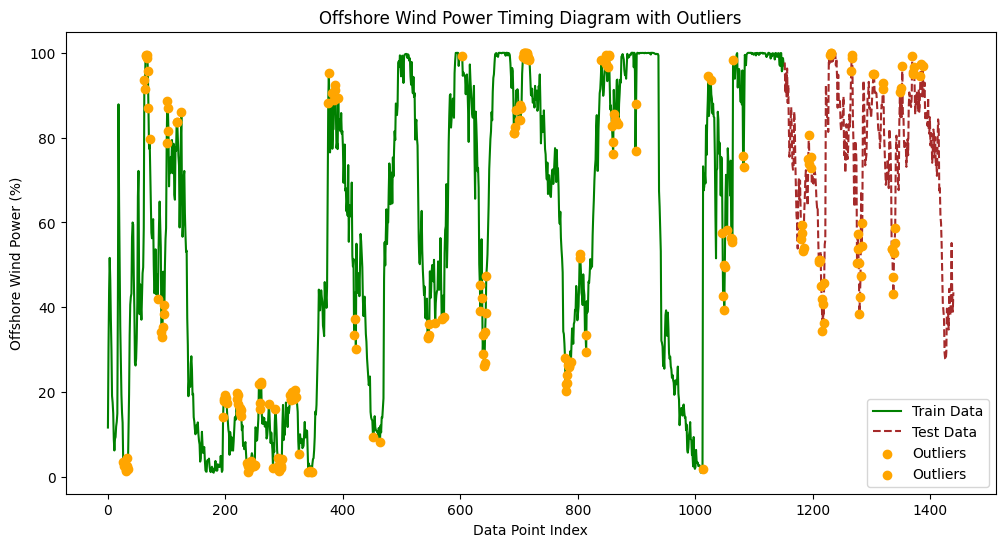 Offshore Wind Power Timing Diagram with Outliers
Offshore Wind Power (%)
100
80
60
40
20
0
0 200 400 600 800 1000 1200 1400
Data Point Index
Train Data
Test Data
Outliers
Outliers